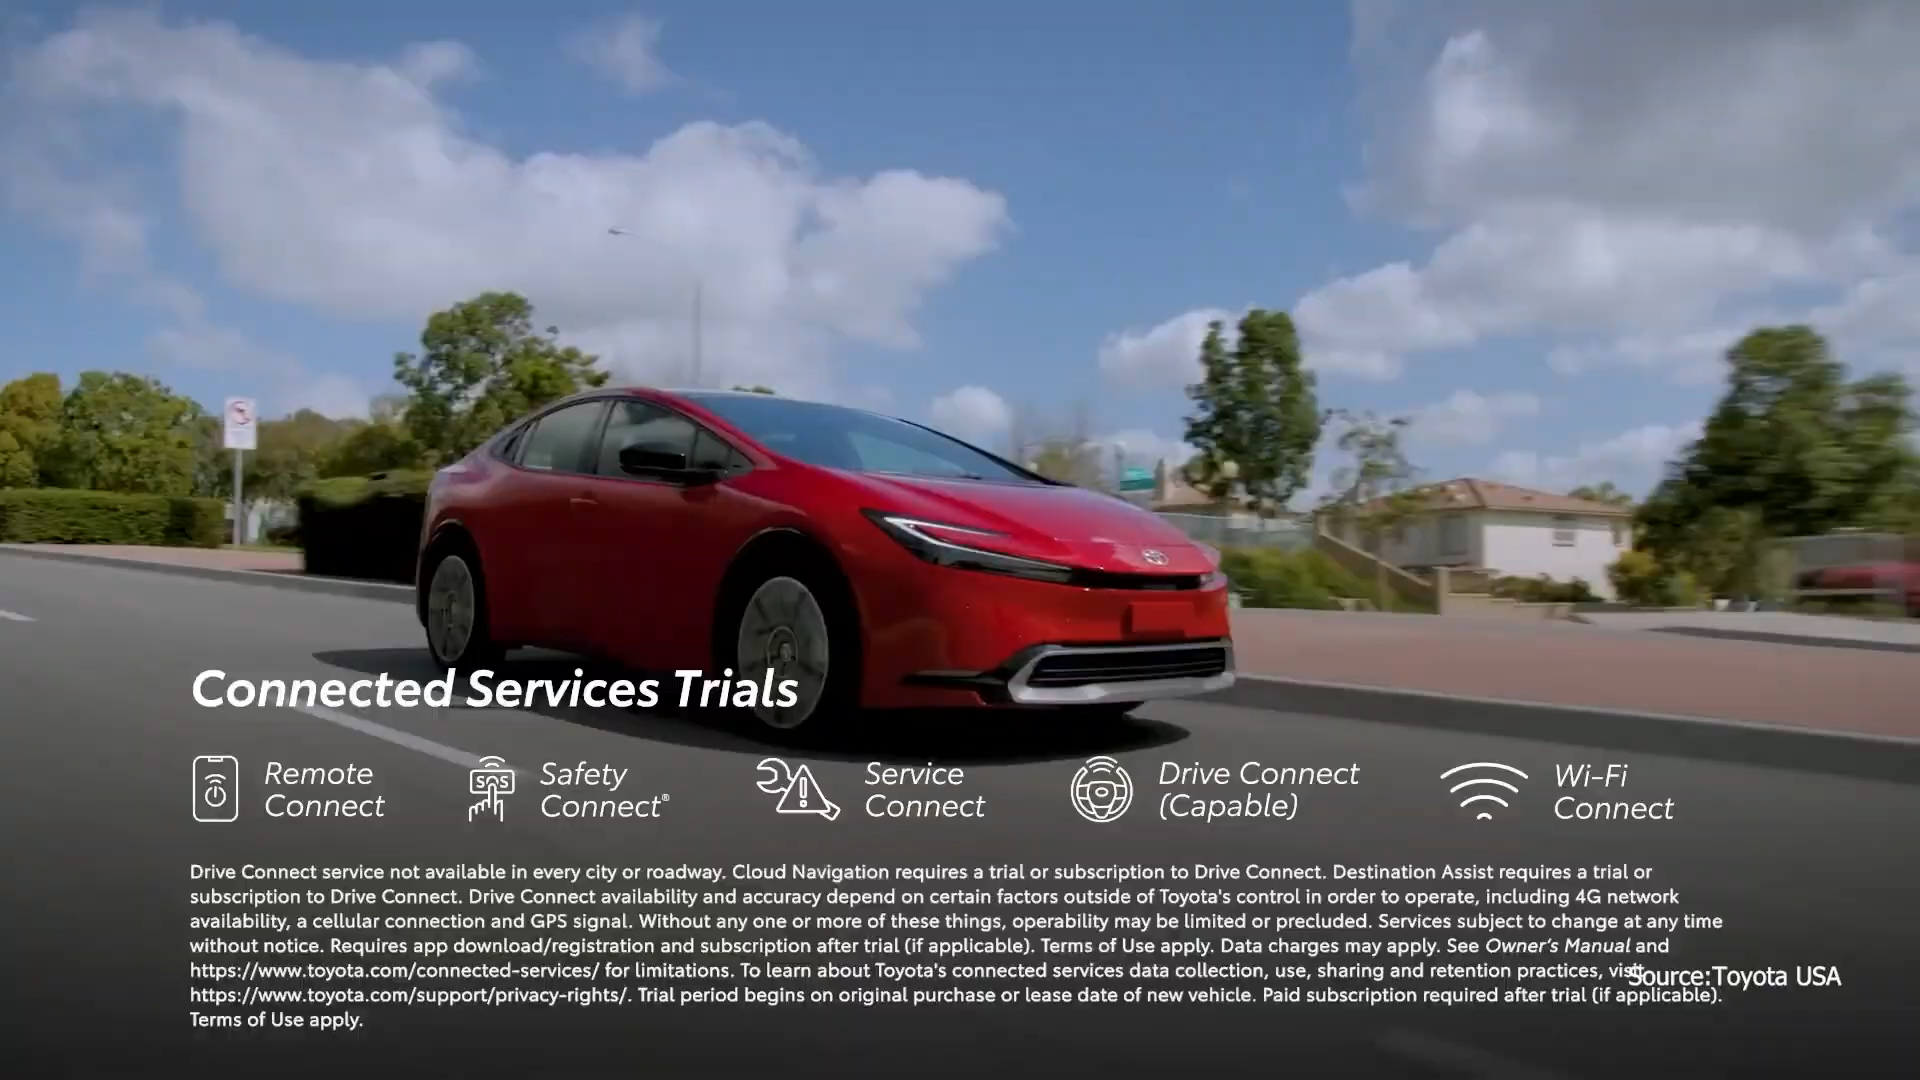 Connected Services Trials
Remote
Connect
SOS
Safety
Connect®
Service
Connect
Drive Connect
(Capable)
Wi-Fi
Connect
Drive Connect service not available in every city or roadway. Cloud Navigation requires a trial or subscription to Drive Connect. Destination Assist requires a trial or
subscription to Drive Connect. Drive Connect availability and accuracy depend on certain factors outside of Toyota's control in order to operate, including 4G network
availability, a cellular connection and GPS signal. Without any one or more of these things, operability may be limited or precluded. Services subject to change at any time
without notice. Requires app download/registration and subscription after trial (if applicable). Terms of Use apply. Data charges may apply. See Owner's Manual and
https://www.toyota.com/connected-services/ for limitations. To learn about Toyota's connected services data collection, use, sharing and retention practices, visit
https://www.toyota.com/support/privacy-rights/. Trial period begins on original purchase or lease date of new vehicle. Paid subscription required after trial (if applicable).
Terms of Use apply.
Source:Toyota USA